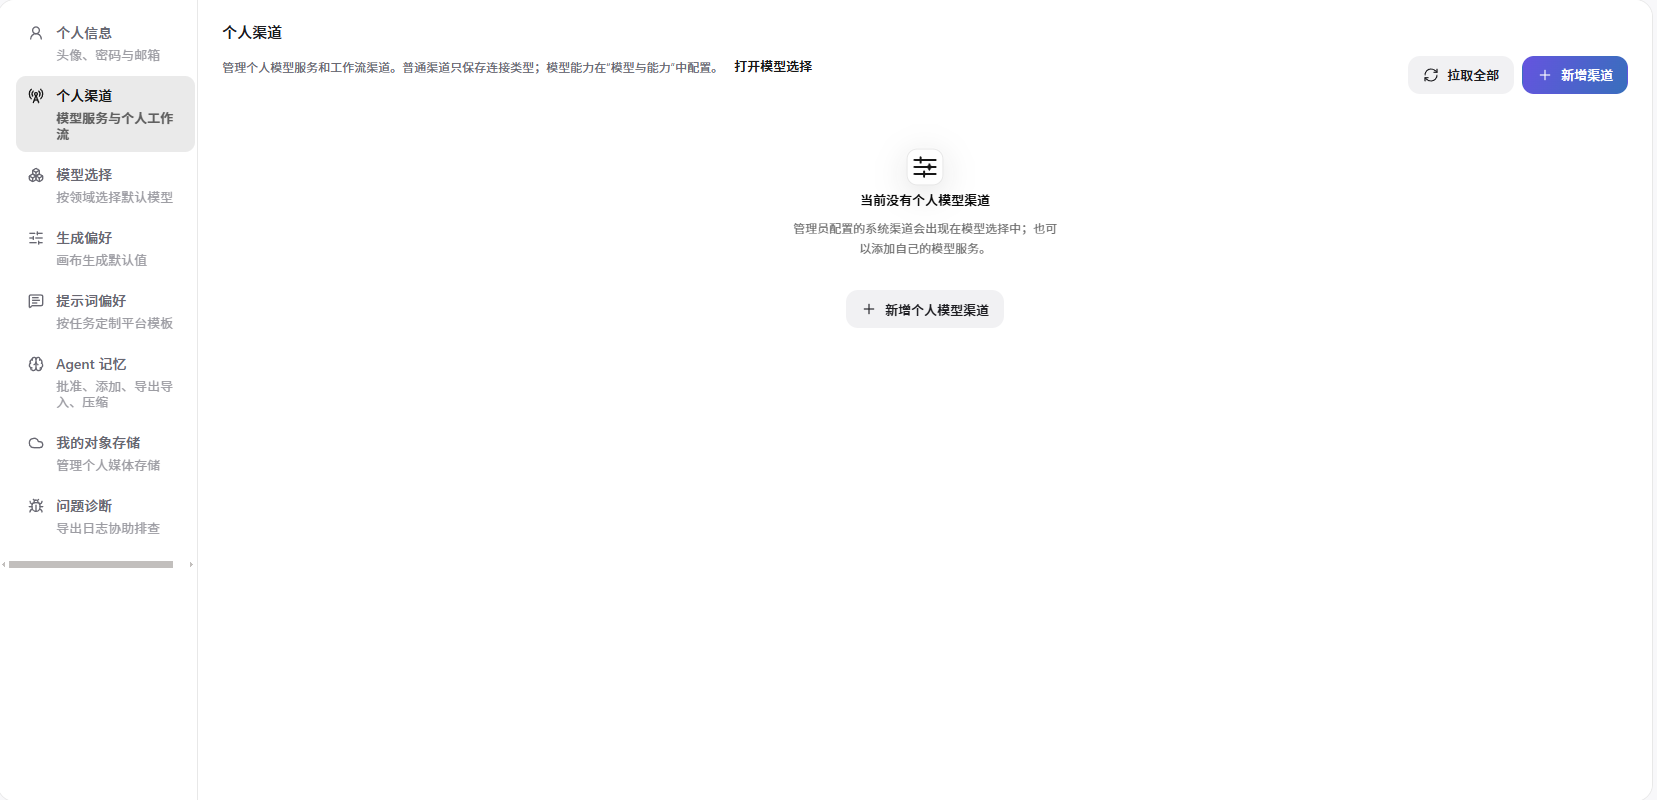 个人信息
头像、密码与邮箱
个人渠道
模型服务与个人工作
流
模型选择
按领域选择默认模型
生成偏好
画布生成默认值
提示词偏好
按任务定制平台模板
Agent 记忆
批准、添加、导出导
入、压缩
我的对象存储
管理个人媒体存储
问题诊断
导出日志协助排查
个人渠道
管理个人模型服务和工作流渠道。普通渠道只保存连接类型；模型能力在“模型与能力”中配置。 打开模型选择
拉取全部
新增渠道
当前没有个人模型渠道
管理员配置的系统渠道会出现在模型选择中；也可
以添加自己的模型服务。
新增个人模型渠道